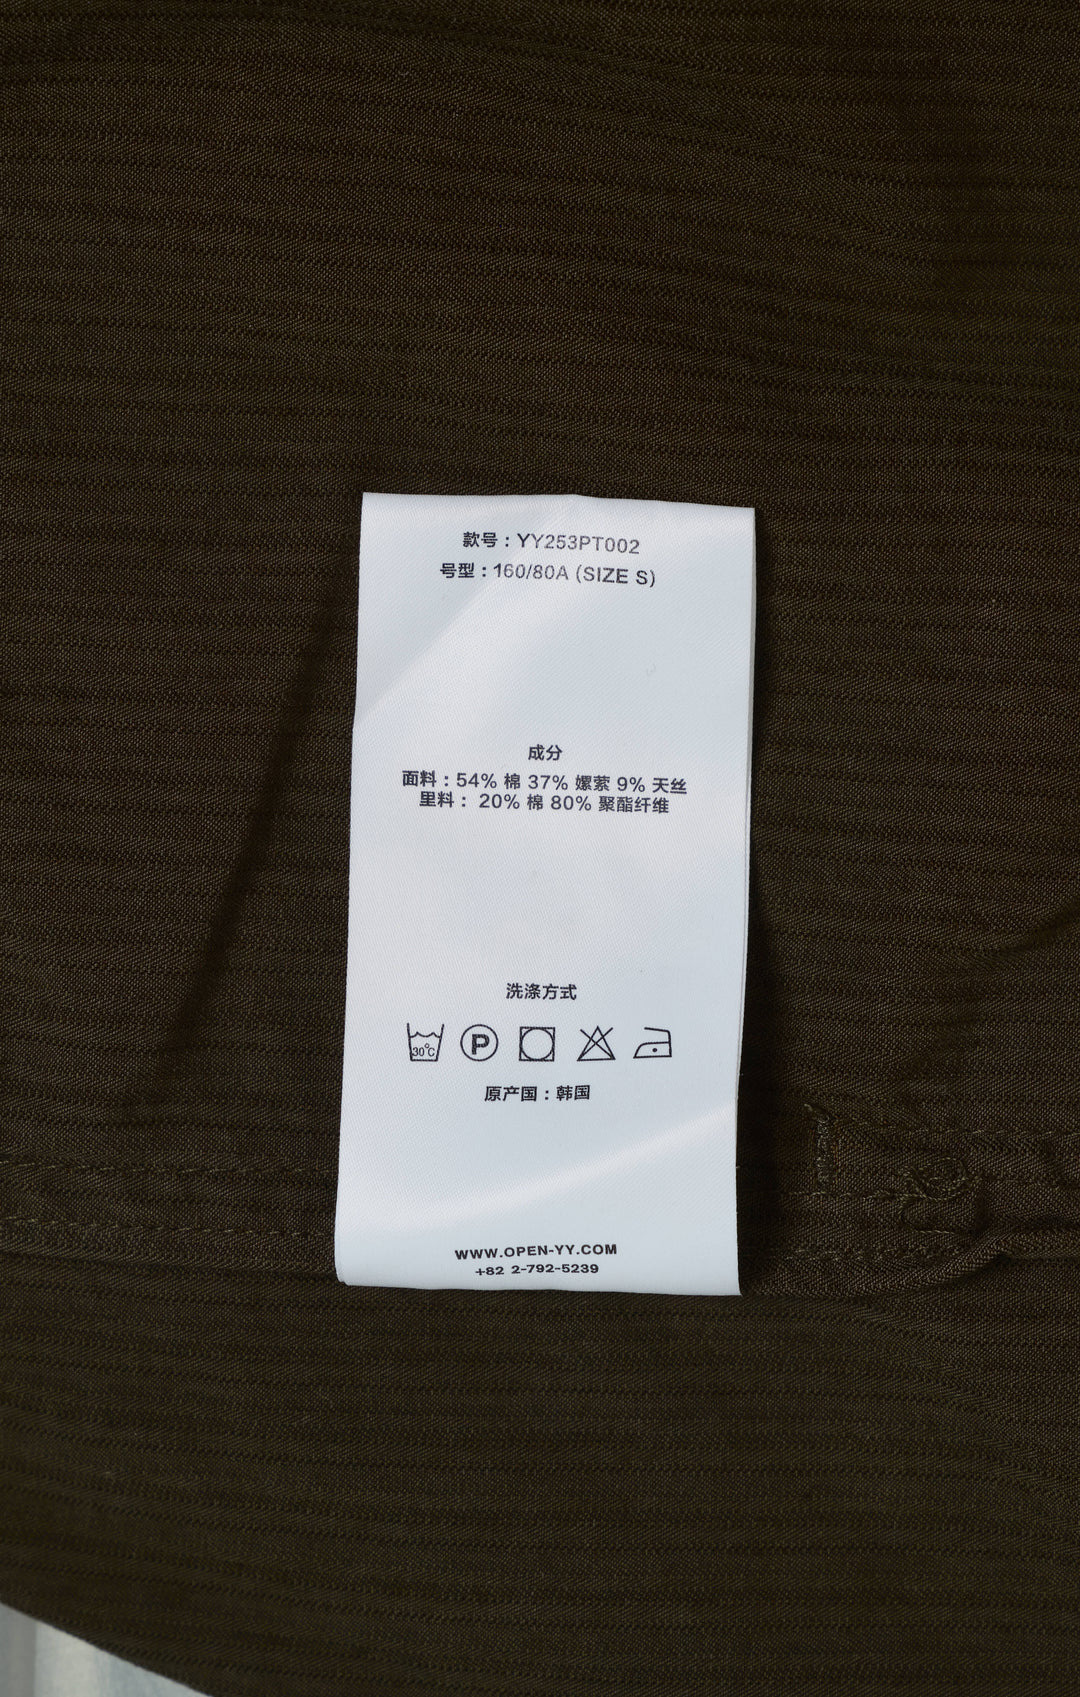 款号：YY253PT002
号型：160/80A (SIZE S)
成分
面料：54% 棉 37% 嫘萦 9% 天丝
里料： 20% 棉 80% 聚酯纤维
洗涤方式
30°C P
原产国：韩国
WWW.OPEN-YY.COM
+82 2-792-5239